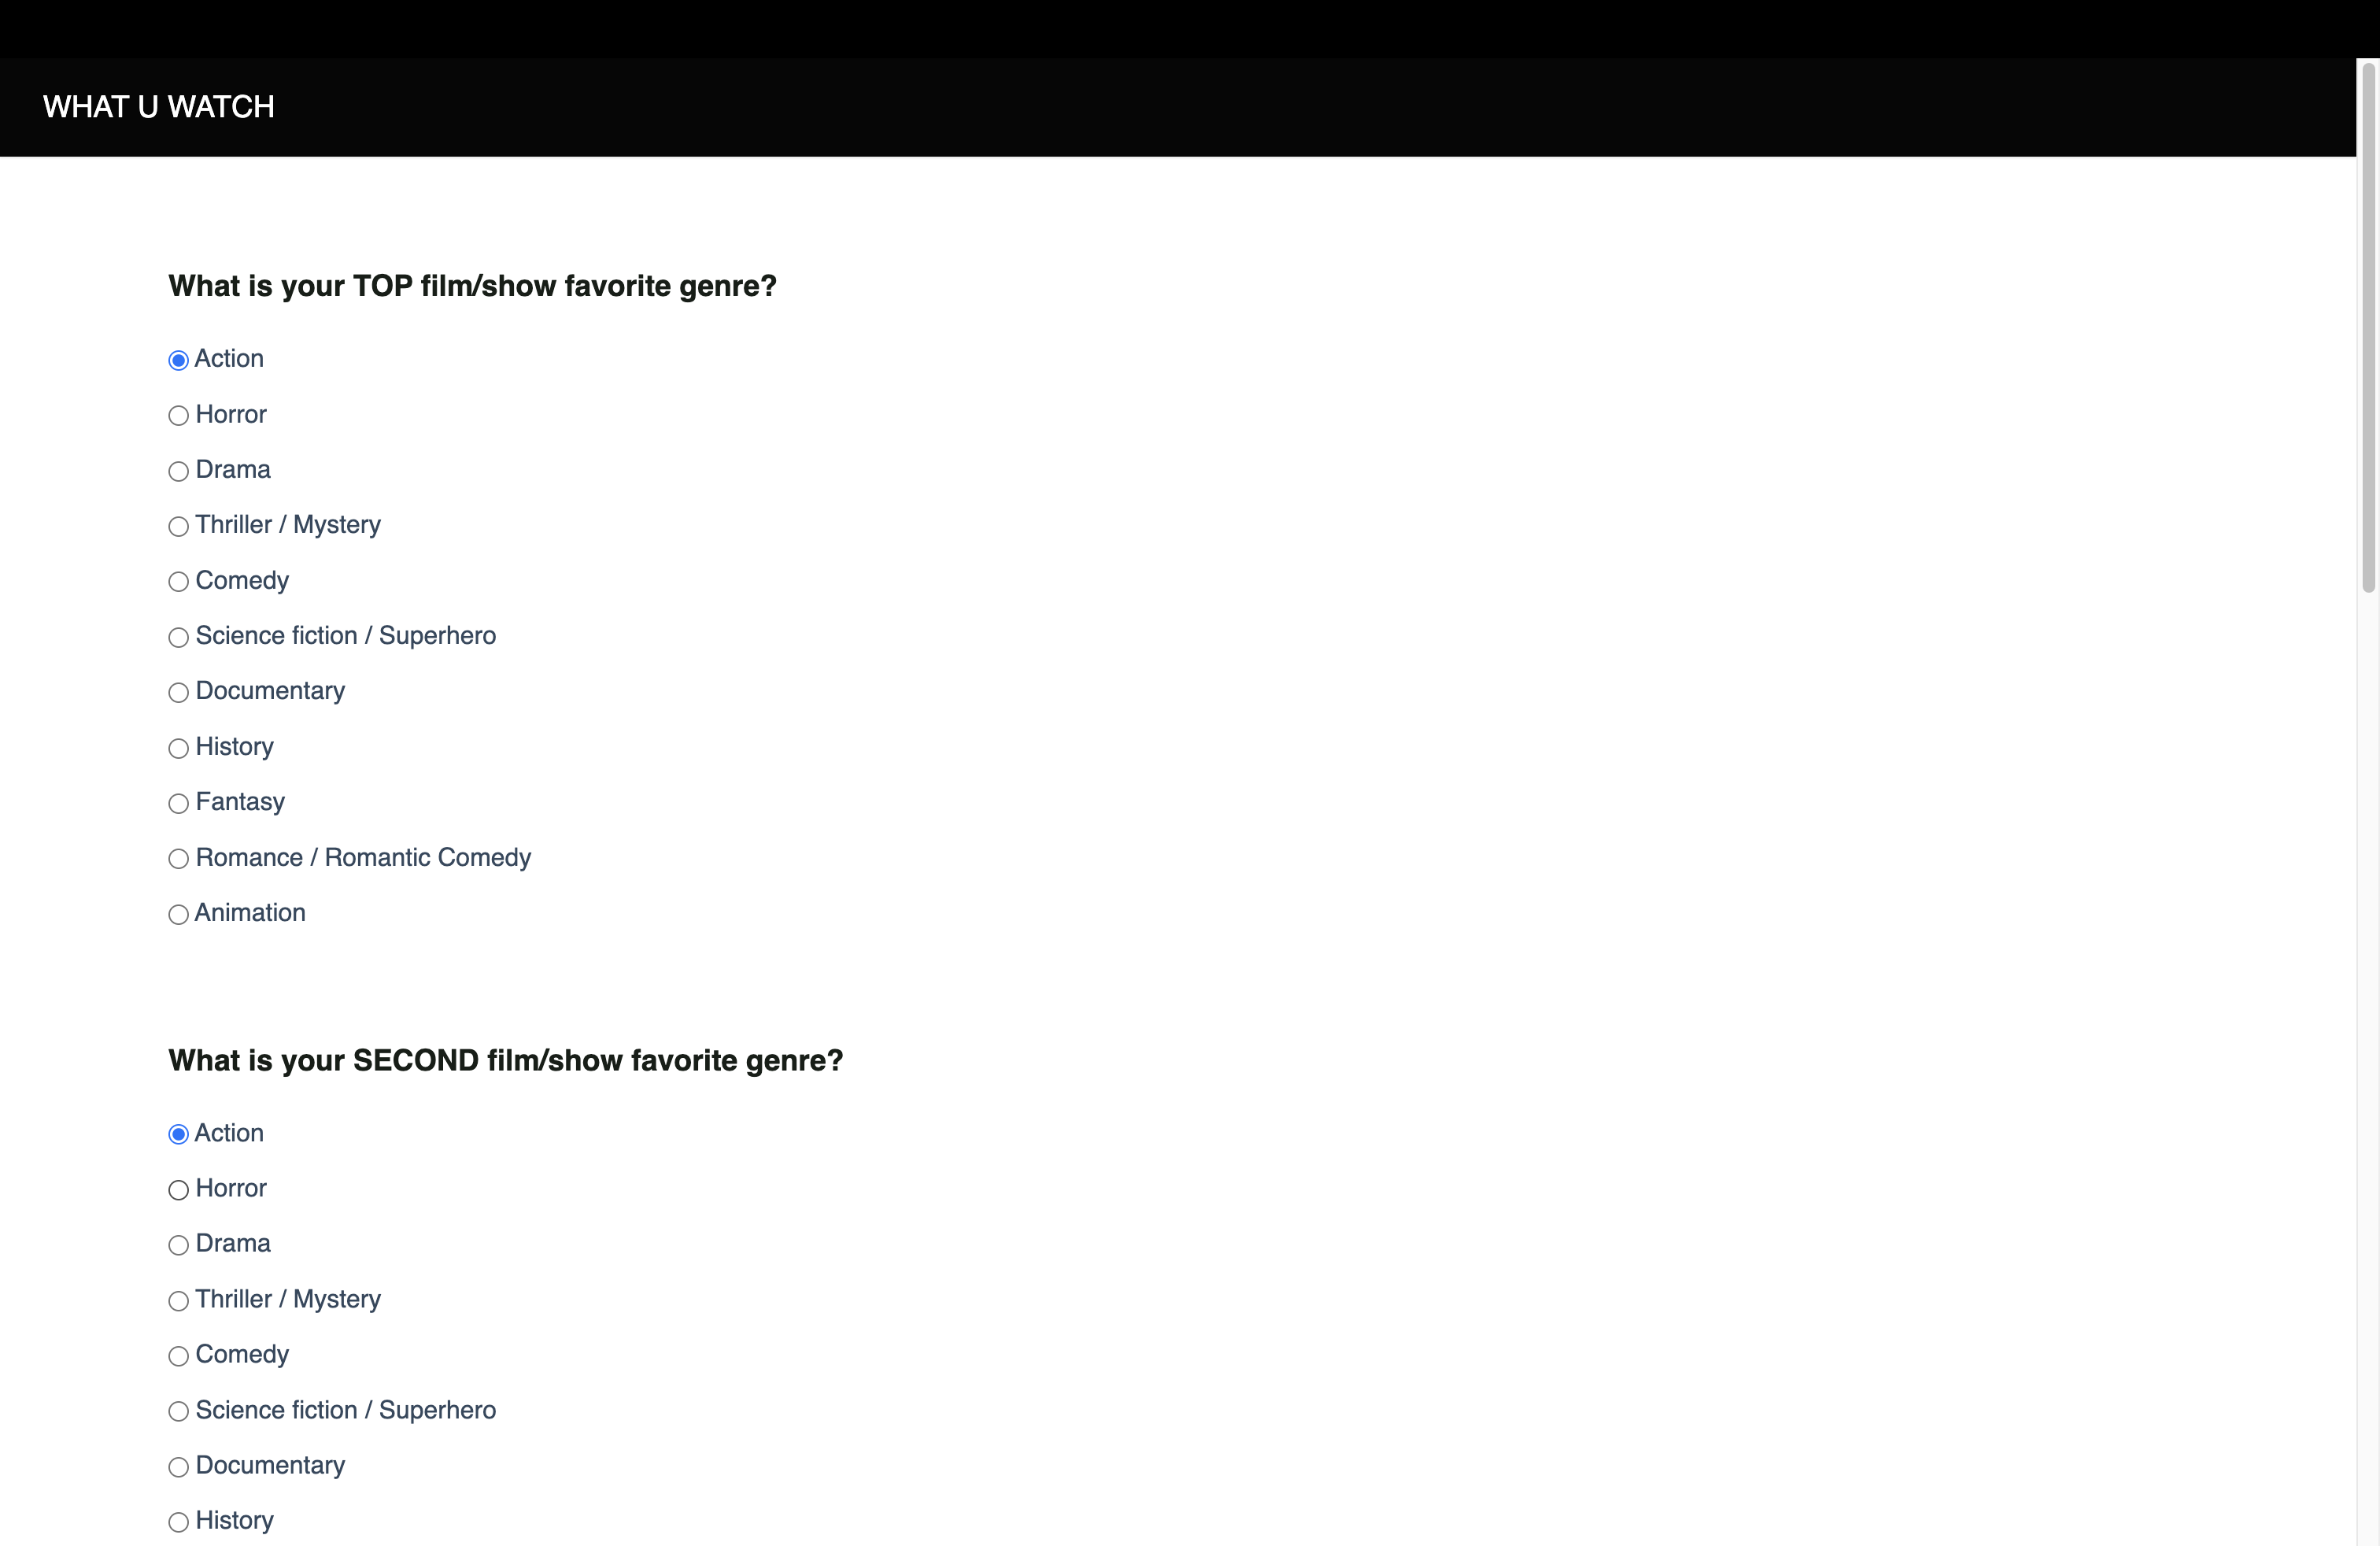 WHAT U WATCH
What is your TOP film/show favorite genre?
Action
Horror
Drama
Thriller / Mystery
Comedy
Science fiction / Superhero
Documentary
History
Fantasy
Romance / Romantic Comedy
Animation
What is your SECOND film/show favorite genre?
Action
Horror
Drama
Thriller / Mystery
Comedy
Science fiction / Superhero
Documentary
History